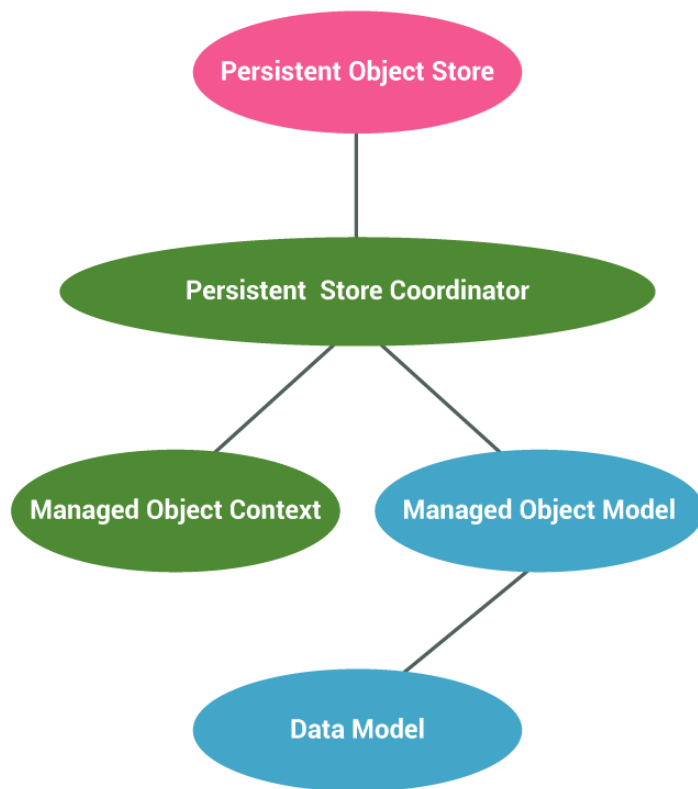 Persistent Object Store
Persistent  Store Coordinator
Managed Object Context
Managed Object Model
Data Model